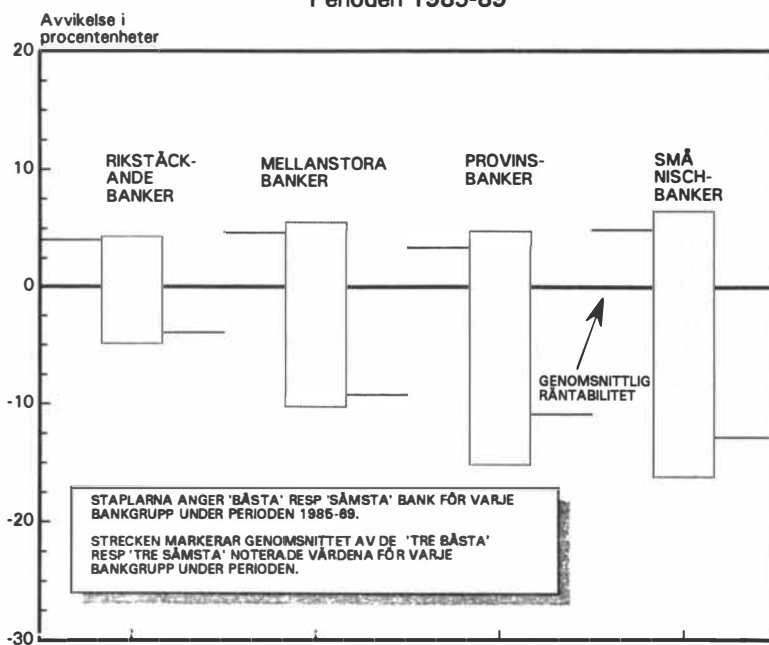 Perioden 1985-89
Avvikelse i
procentenheter
20
10
0
-10
-20
-30
RIKSTÄCK-
ANDE
BANKER
MELLANSTORA
BANKER
PROVINS-
BANKER
SMÅ
NISCH-
BANKER
GENOMSNITTLIG
RÄNTABILITET
STAPLARNA ANGER 'BÄSTA' RESP 'SÄMSTA' BANK FÖR VARJE
BANKGRUPP UNDER PERIODEN 1985-89.
STRECKEN MARKERAR GENOMSNITTET AV DE 'TRE BÄSTA'
RESP 'TRE SÄMSTA' NOTERADE VÄRDENA FÖR VARJE
BANKGRUPP UNDER PERIODEN.